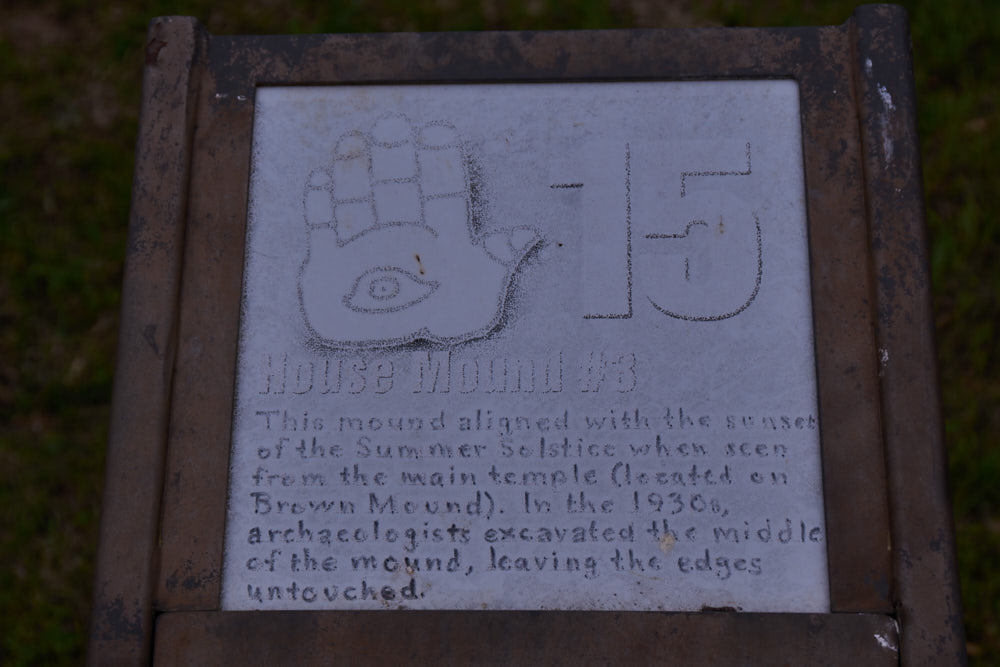 15
House Mound #3
This mound aligned with the sunset
of the Summer Solstice when seen
from the main temple (located on
Brown Mound). In the 1930s,
archaeologists excavated the middle
of the mound, leaving the edges
untouched.